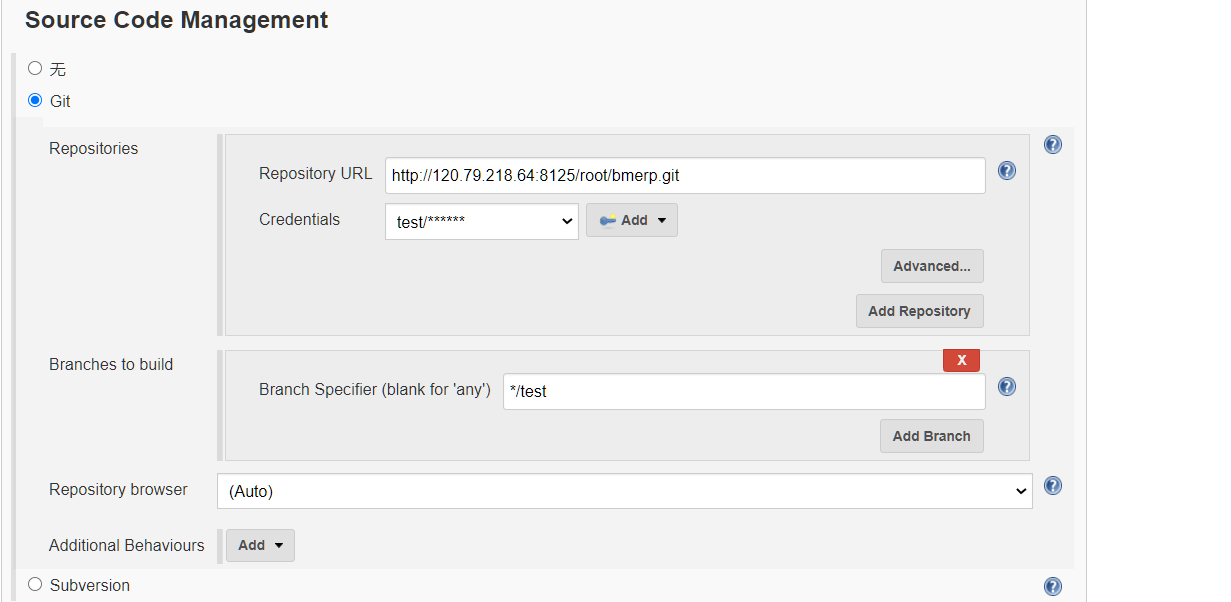 Source Code Management
无
Git
Repositories
Repository URL http://120.79.218.64:8125/root/bmerp.git
Credentials test/****** Add
Advanced...
Add Repository
Branches to build
X
Branch Specifier (blank for 'any') */test
Add Branch
Repository browser (Auto)
Additional Behaviours Add
Subversion